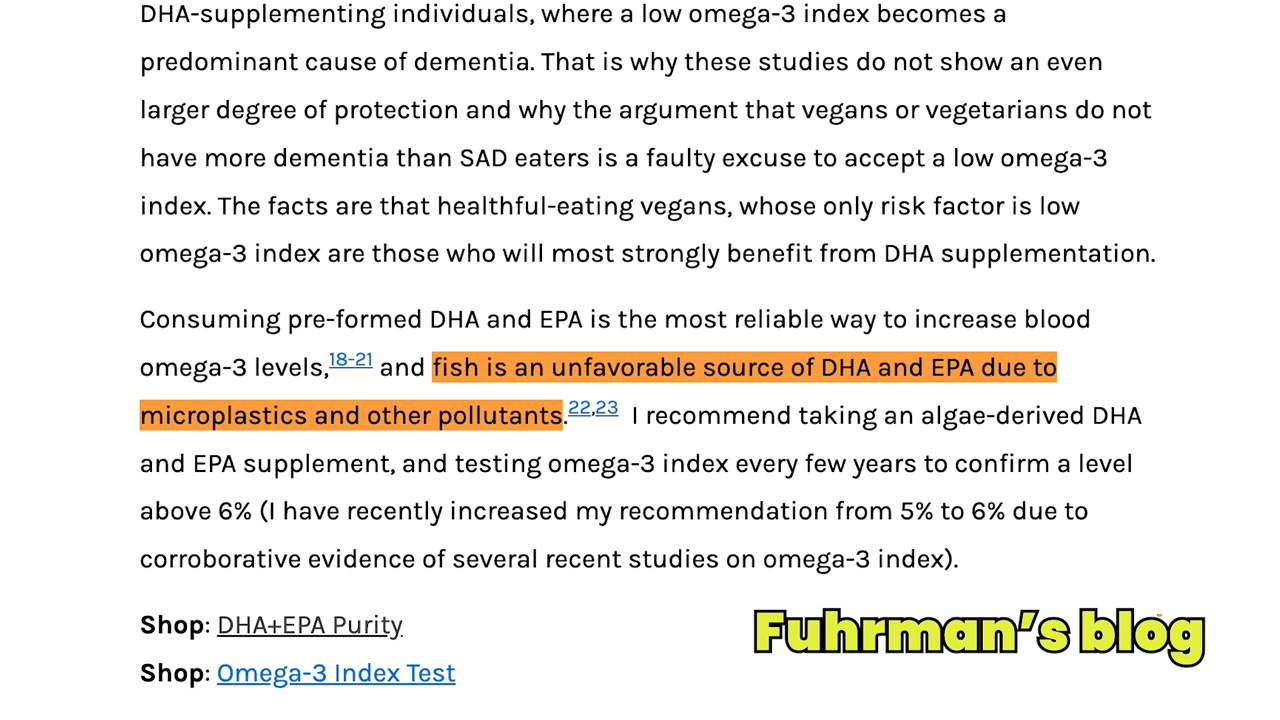 DHA-supplementing individuals, where a low omega-3 index becomes a
predominant cause of dementia. That is why these studies do not show an even
larger degree of protection and why the argument that vegans or vegetarians do not
have more dementia than SAD eaters is a faulty excuse to accept a low omega-3
index. The facts are that healthful-eating vegans, whose only risk factor is low
omega-3 index are those who will most strongly benefit from DHA supplementation.
Consuming pre-formed DHA and EPA is the most reliable way to increase blood
omega-3 levels,18-21 and fish is an unfavorable source of DHA and EPA due to
microplastics and other pollutants.22,23 I recommend taking an algae-derived DHA
and EPA supplement, and testing omega-3 index every few years to confirm a level
above 6% (I have recently increased my recommendation from 5% to 6% due to
corroborative evidence of several recent studies on omega-3 index).
Shop: DHA+EPA Purity
Shop: Omega-3 Index Test
Fuhrman's blog